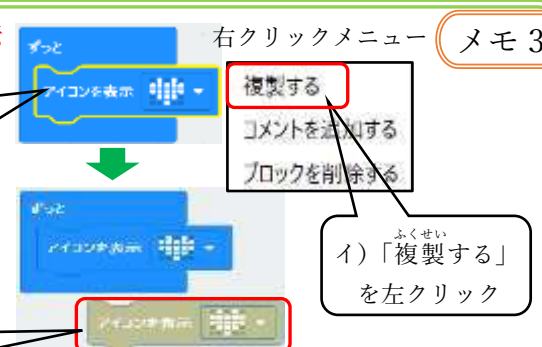 右クリックメニュー
メモ 3
ずっと
アイコンを表示
複製する
コメントを追加する
ブロックを削除する
ずっと
アイコンを表示
ふくせい
イ)「複製する」
を左クリック
アイコンを表示